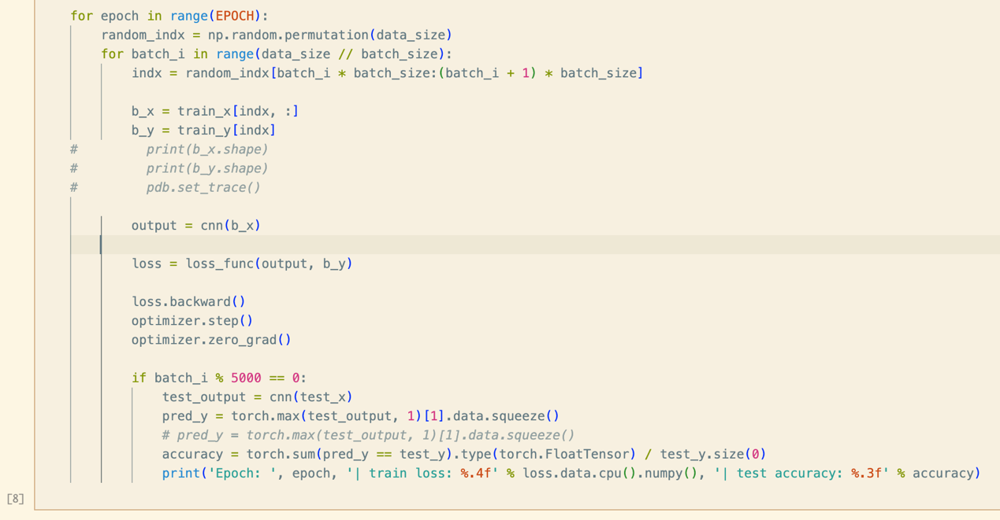 for epoch in range(EPOCH):
    random_indx = np.random.permutation(data_size)
    for batch_i in range(data_size // batch_size):
        indx = random_indx[batch_i * batch_size:(batch_i + 1) * batch_size]

        b_x = train_x[indx, :]
        b_y = train_y[indx]
#         print(b_x.shape)
#         print(b_y.shape)
#         pdb.set_trace()

        output = cnn(b_x)

        loss = loss_func(output, b_y)

        loss.backward()
        optimizer.step()
        optimizer.zero_grad()

        if batch_i % 5000 == 0:
            test_output = cnn(test_x)
            pred_y = torch.max(test_output, 1)[1].data.squeeze()
            # pred_y = torch.max(test_output, 1)[1].data.squeeze()
            accuracy = torch.sum(pred_y == test_y).type(torch.FloatTensor) / test_y.size(0)
            print('Epoch: ', epoch, '| train loss: %.4f' % loss.data.cpu().numpy(), '| test accuracy: %.3f' % accuracy)
[8]